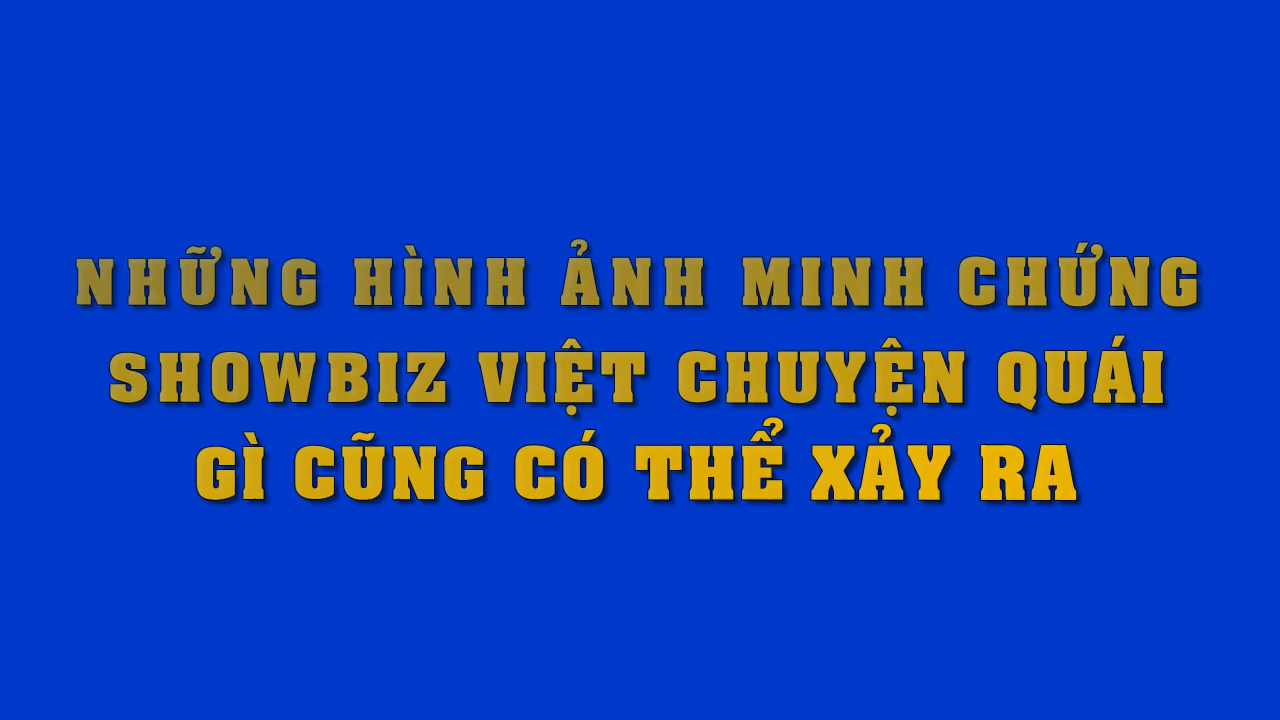 NHỮNG HÌNH ẢNH MINH CHỨNG
SHOWBIZ VIỆT CHUYỆN QUÁI
GÌ CŨNG CÓ THỂ XẢY RA